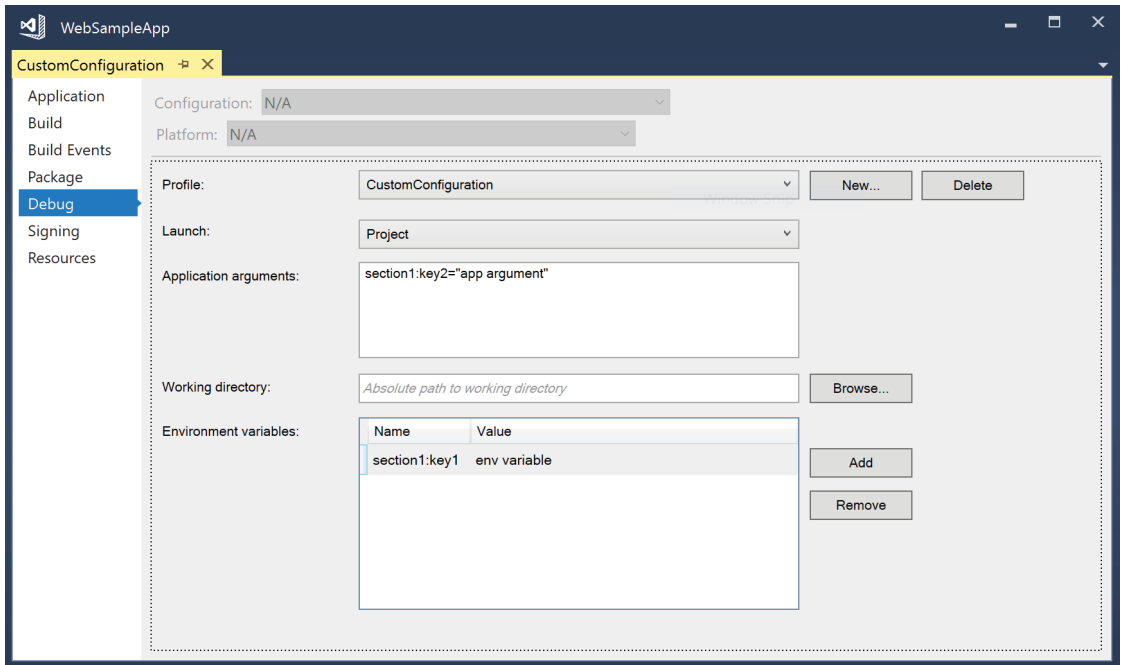 WebSampleApp
CustomConfiguration
Application
Build
Build Events
Package
Debug
Signing
Resources
Configuration: N/A
Platform: N/A
Profile: CustomConfiguration New... Delete
Window Snip
Launch: Project
Application arguments: section1:key2="app argument"
Working directory: Absolute path to working directory Browse...
Environment variables: Name Value
section1:key1 env variable
Add
Remove